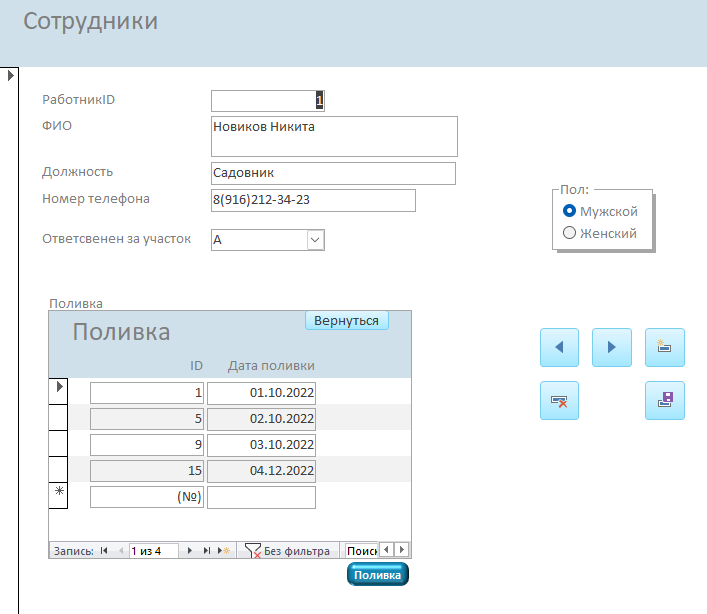 Сотрудники
РаботникID 1
ФИО Новиков Никита
Должность Садовник
Номер телефона 8(916)212-34-23
Пол:
Мужской
Женский
Ответсвенен за участок А
Поливка
Вернуться
Поливка
ID Дата поливки
1 01.10.2022
5 02.10.2022
9 03.10.2022
15 04.12.2022
* (№)
Запись: 1 из 4 Без фильтра Поиск
Поливка